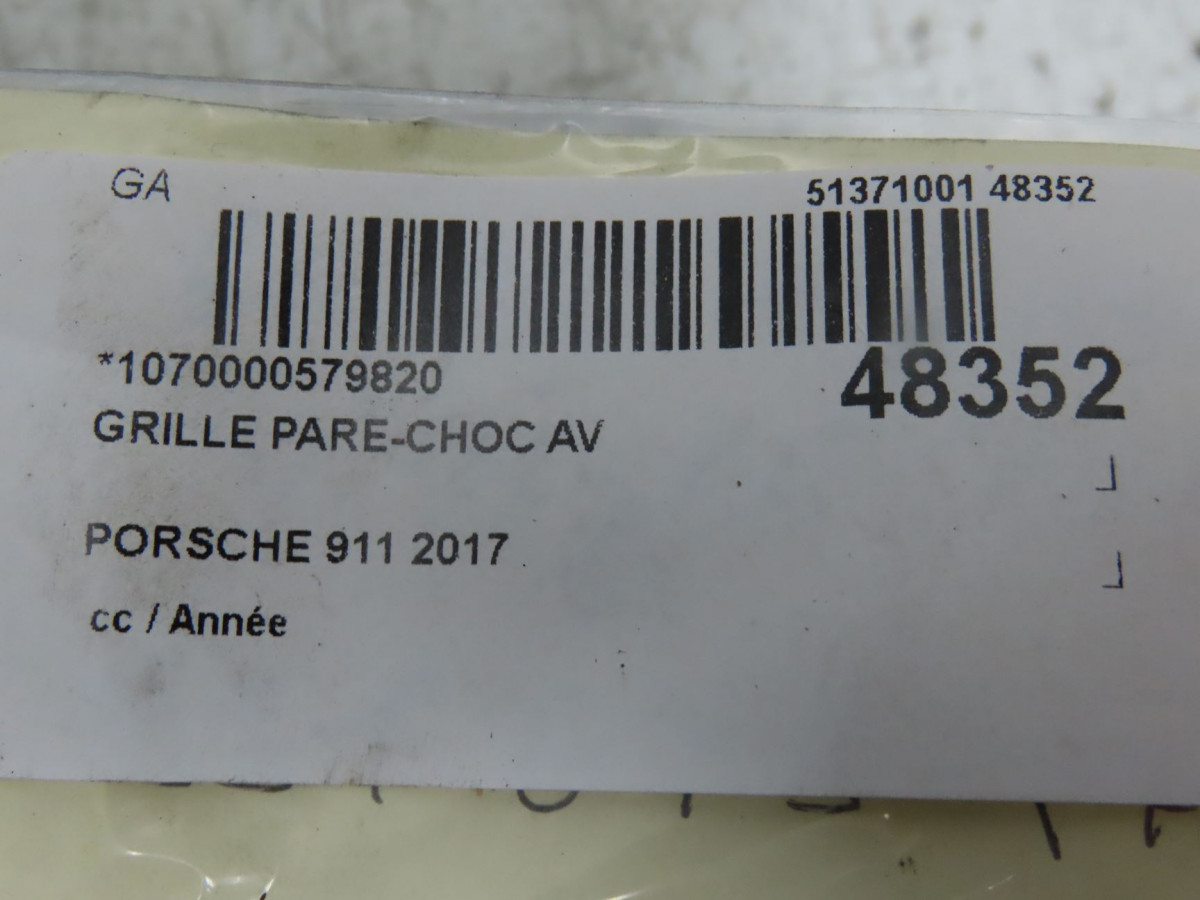 GA 51371001 48352
*1070000579820 48352
GRILLE PARE-CHOC AV
PORSCHE 911 2017
cc / Année